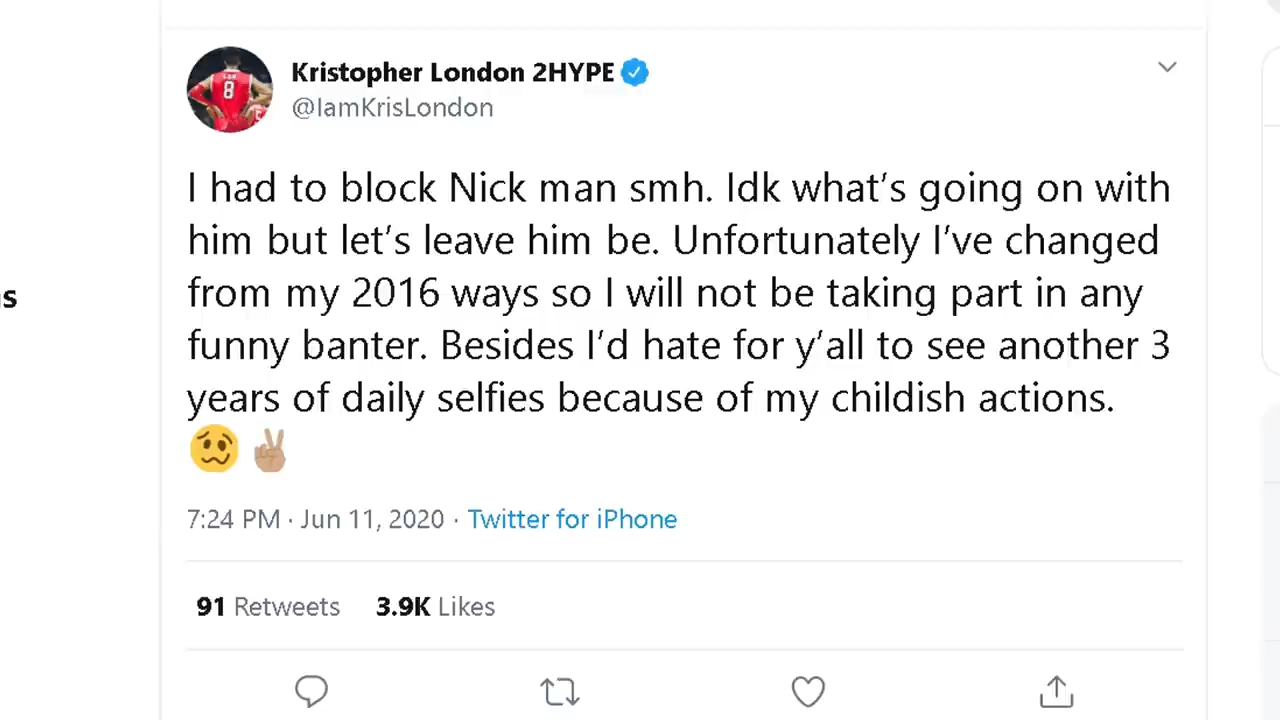 Kristopher London 2HYPE
@IamKrisLondon
I had to block Nick man smh. Idk what's going on with
him but let's leave him be. Unfortunately I've changed
from my 2016 ways so I will not be taking part in any
funny banter. Besides I'd hate for y'all to see another 3
years of daily selfies because of my childish actions.
🥴✌🏽
7:24 PM · Jun 11, 2020 · Twitter for iPhone
91 Retweets 3.9K Likes